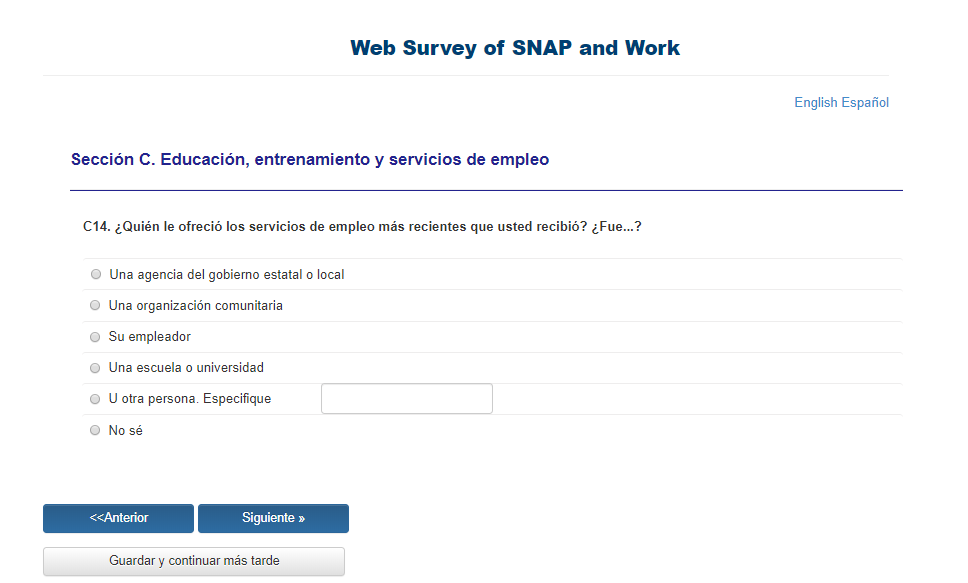 Web Survey of SNAP and Work
English Español
Sección C. Educación, entrenamiento y servicios de empleo
C14. ¿Quién le ofreció los servicios de empleo más recientes que usted recibió? ¿Fue...?
Una agencia del gobierno estatal o local
Una organización comunitaria
Su empleador
Una escuela o universidad
U otra persona. Especifique
No sé
<<Anterior
Siguiente »
Guardar y continuar más tarde